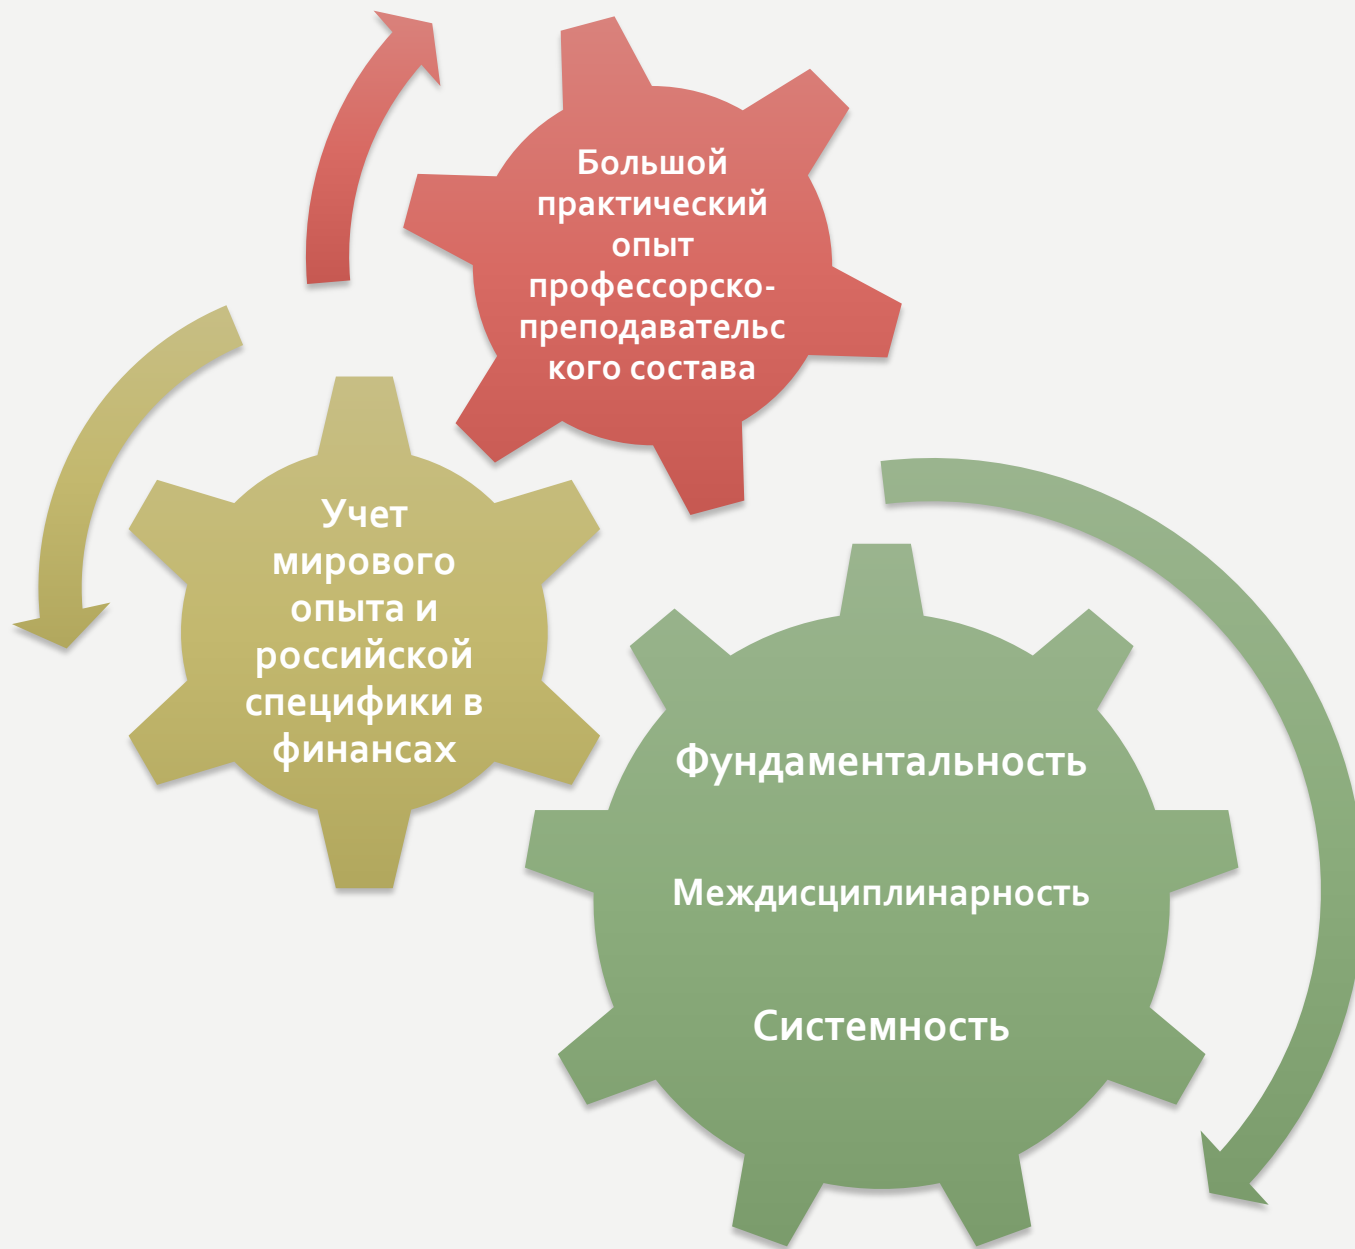 Большой
практический
опыт
профессорско-
преподавательс
кого состава
Учет
мирового
опыта и
российской
специфики в
финансах
Фундаментальность
Междисциплинарность
Системность